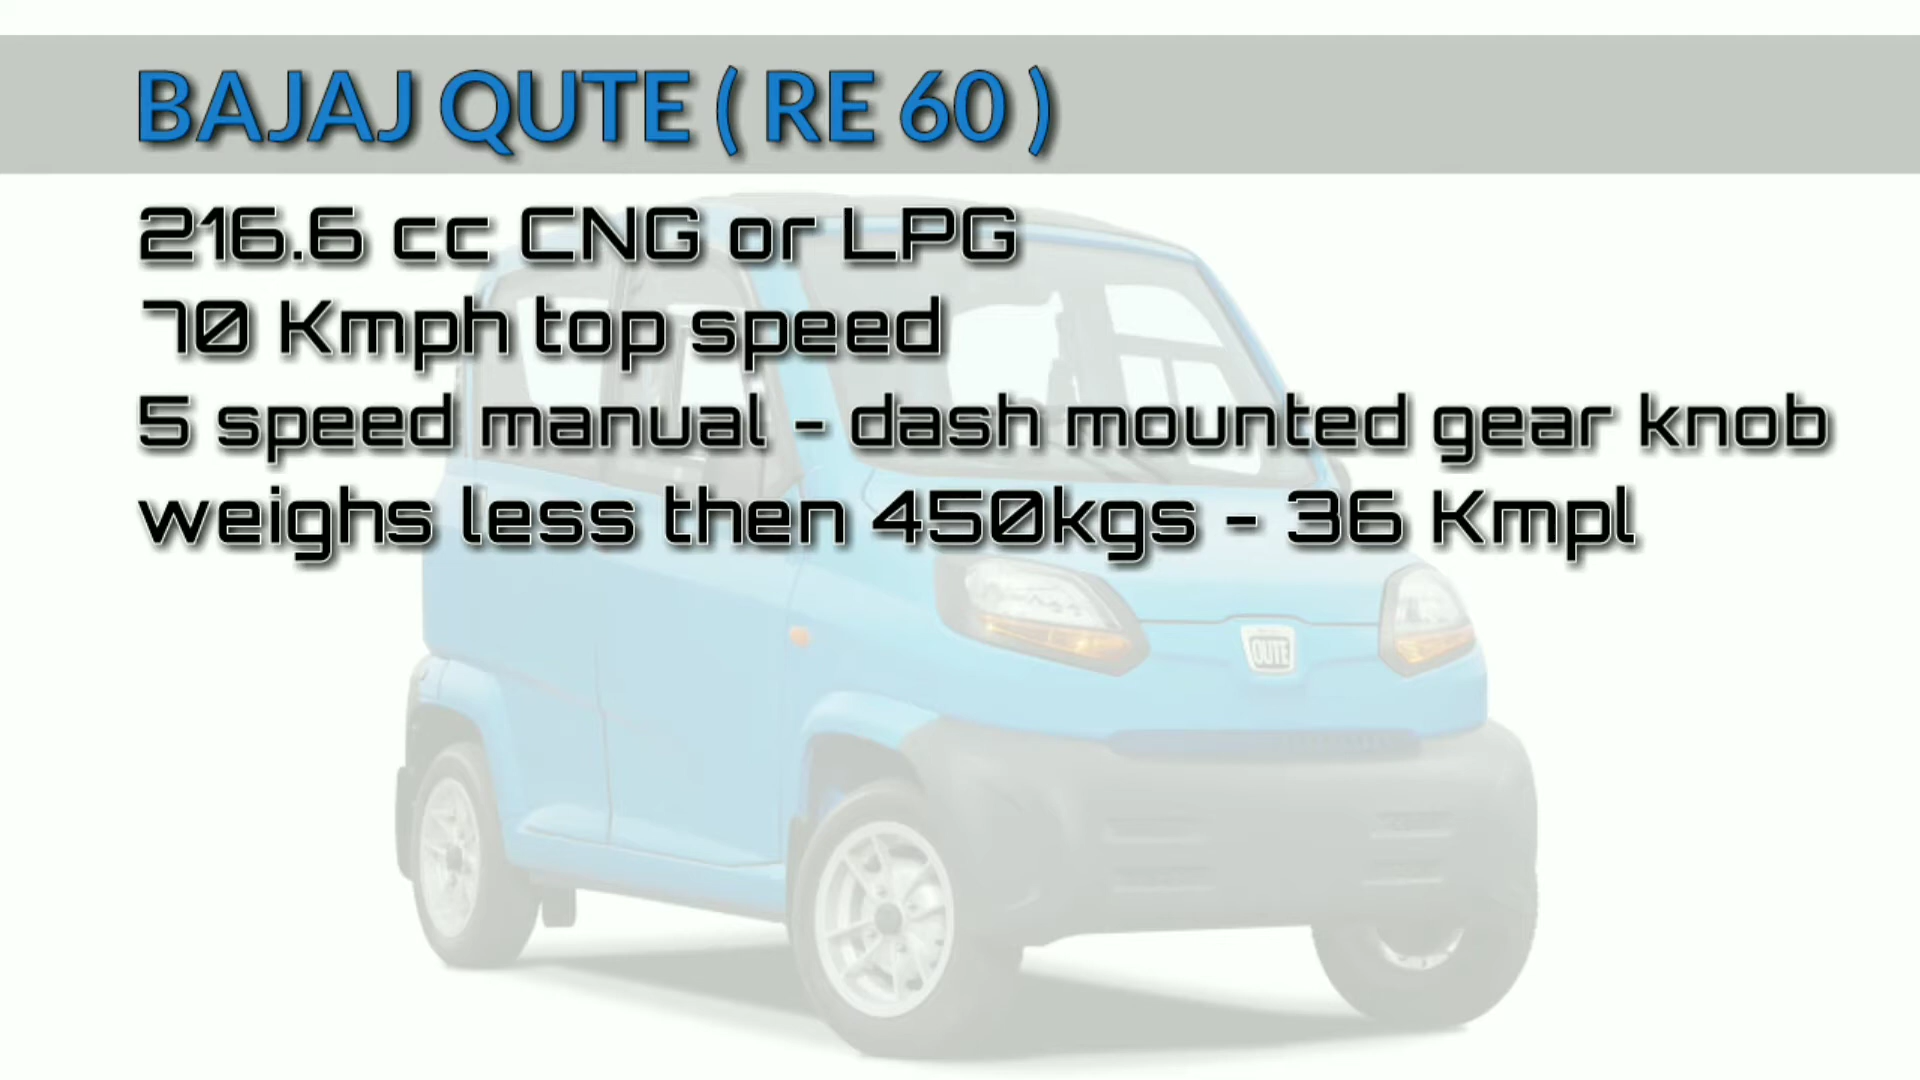 BAJAJ QUTE ( RE 60 )
216.6 cc CNG or LPG
70 Kmph top speed
5 speed manual - dash mounted gear knob
weighs less then 450kgs - 36 Kmpl
QUTE